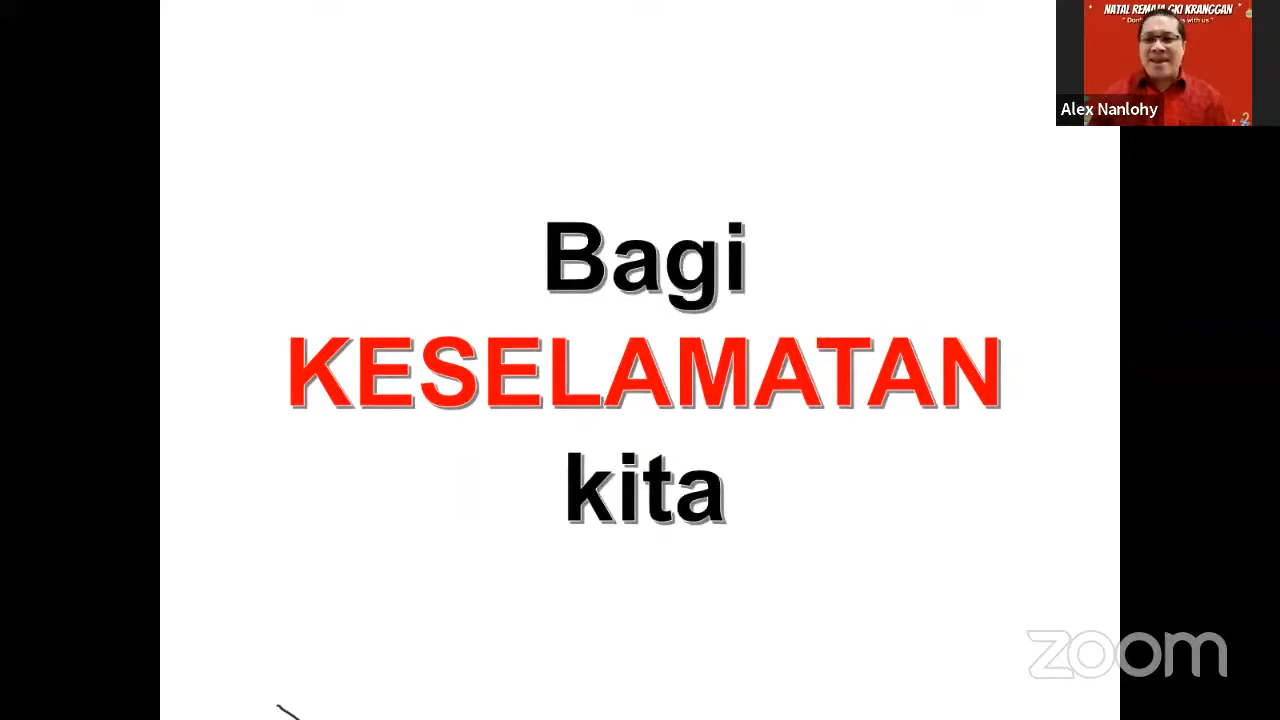 NATAL REMAJA GKI KRANGGAN
Alex Nanlohy
Bagi
KESELAMATAN
kita
zoom